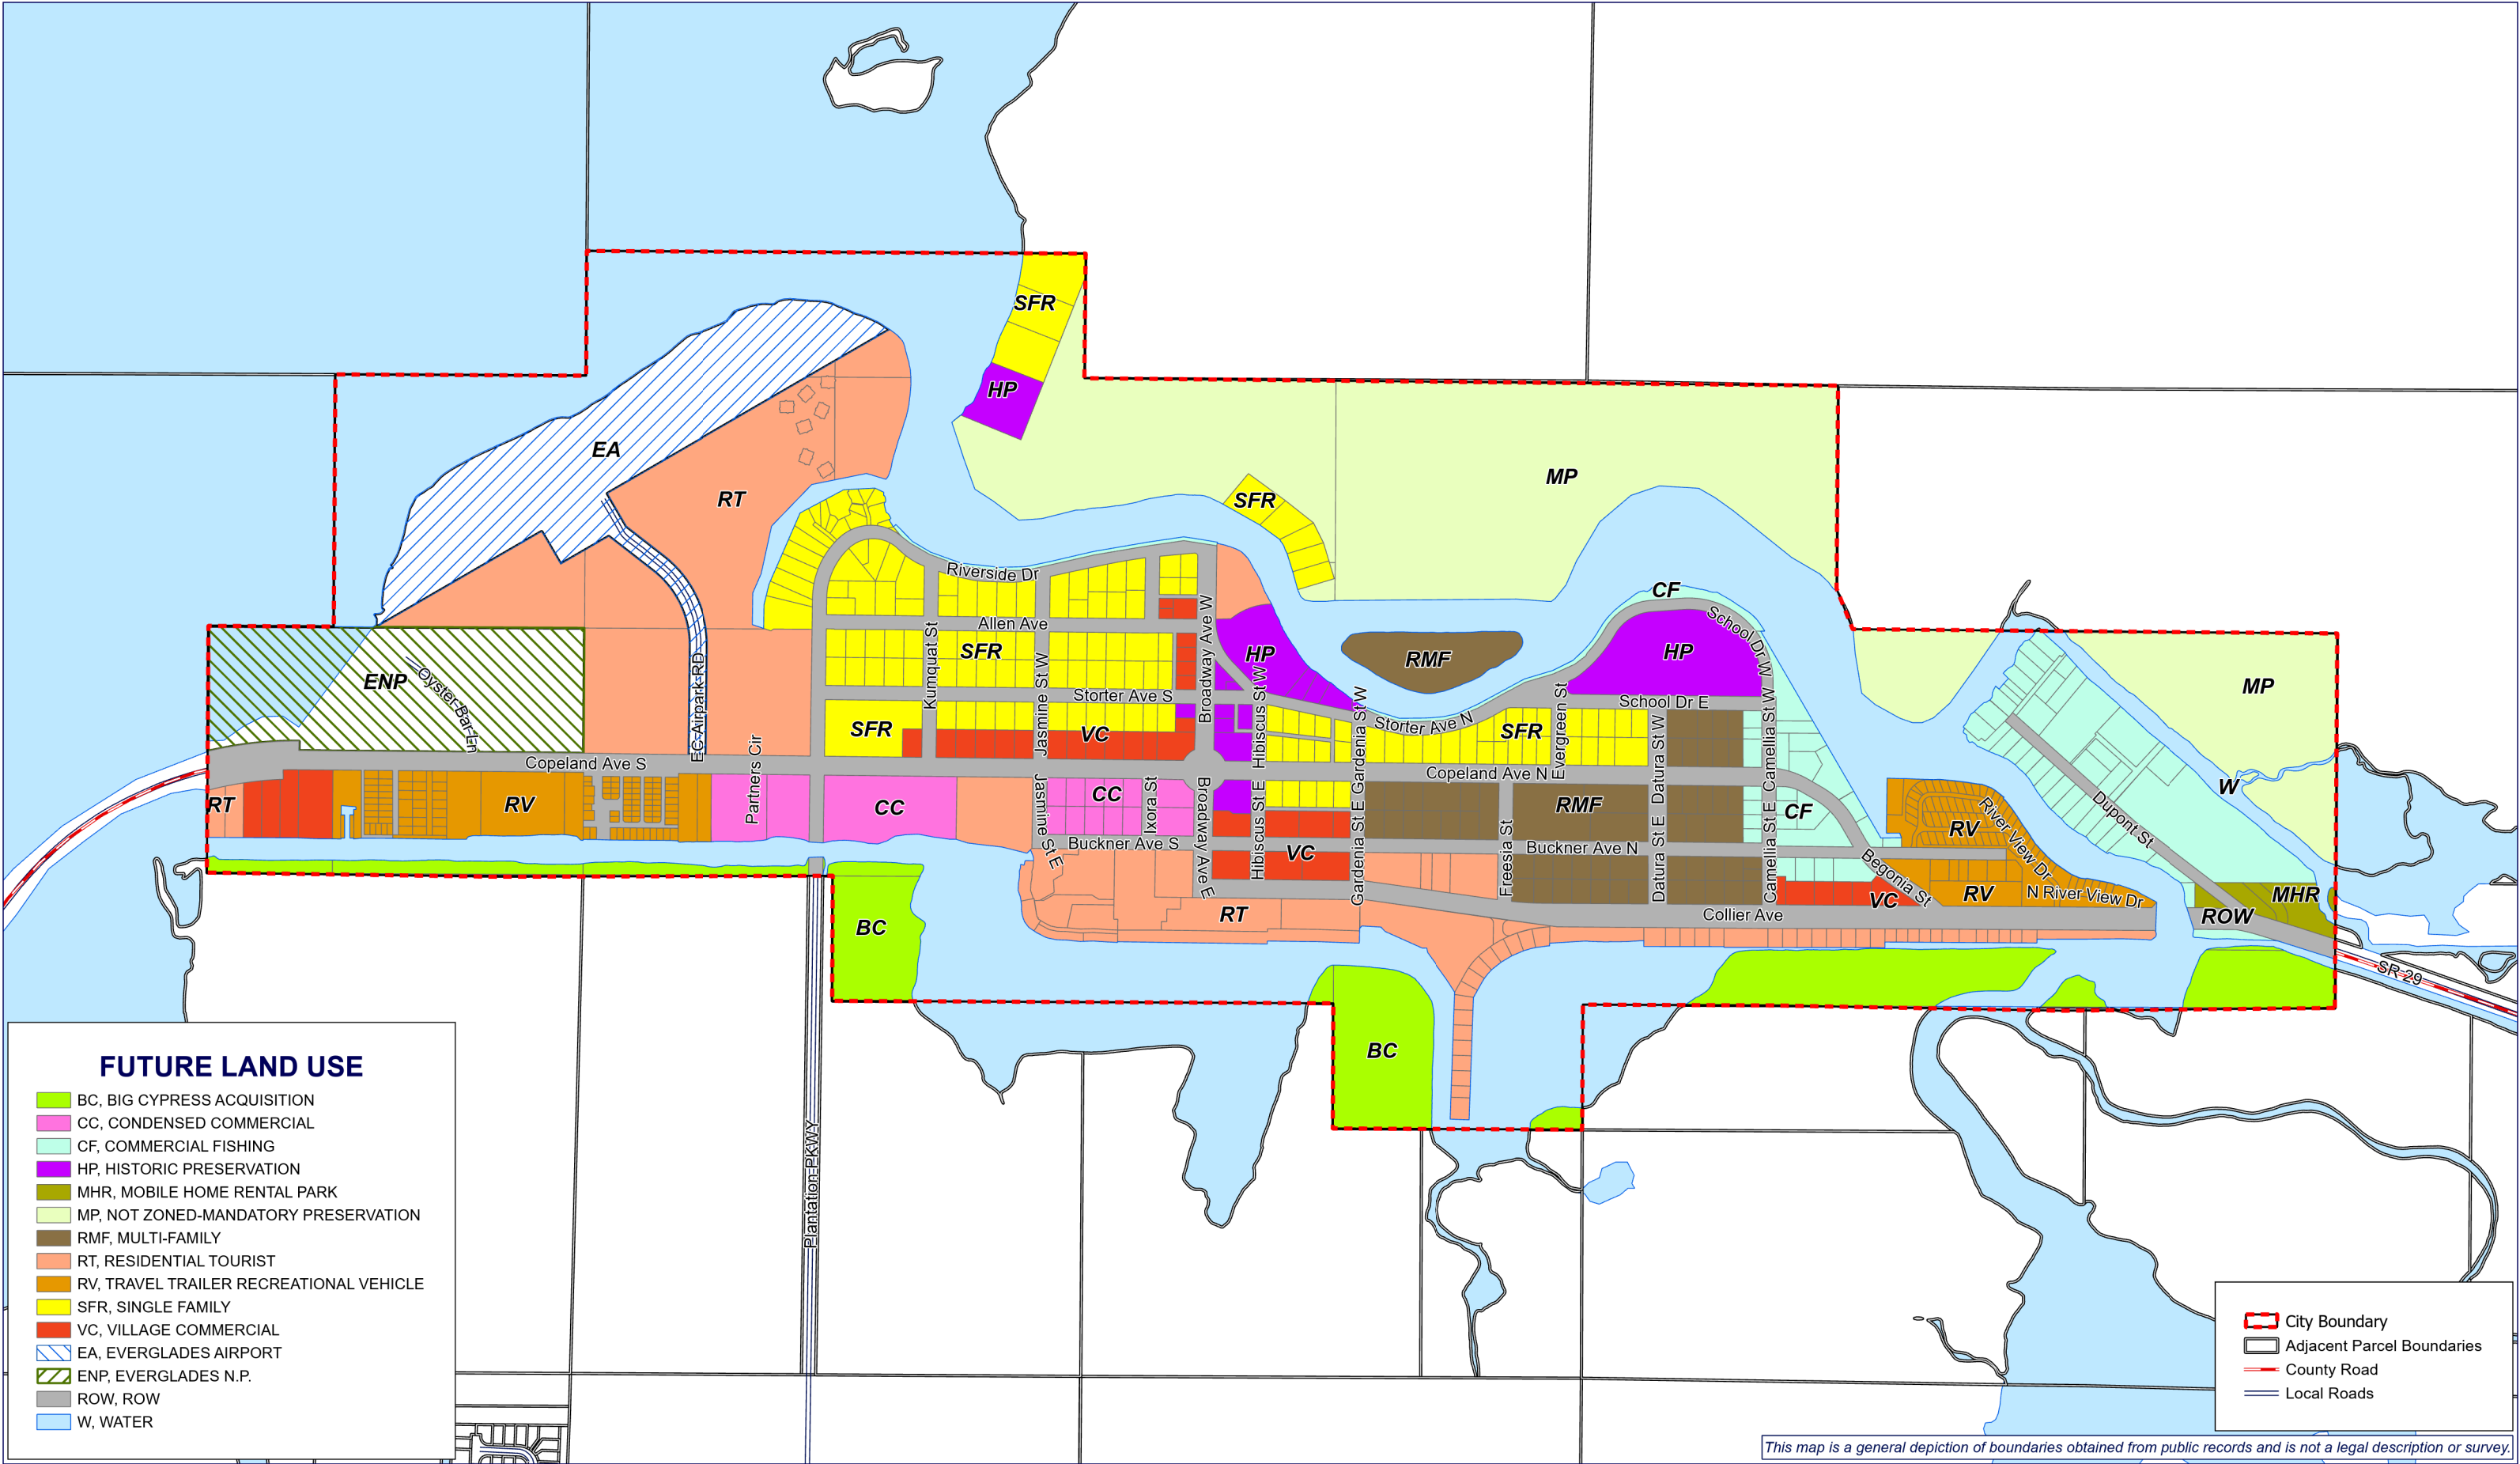 SFR
HP
EA
RT
MP
SFR
Riverside Dr
CF
School Dr W
Allen Ave
Kumquat St
SFR
Jasmine St W
Broadway Ave W
HP
RMF
HP
MP
ENP
Oyster Bar Ln
EC Airpark RD
Storter Ave S
Hibiscus St W
Gardenia St W
Storter Ave N
School Dr E
Evergreen St
Datura St W
Camellia St W
SFR
VC
SFR
Partners Cir
Copeland Ave S
Copeland Ave N
W
RT
RV
CC
CC
Jasmine St E
Ixora St
Broadway Ave E
Hibiscus St E
Gardenia St E
RMF
Freesia St
Datura St E
Camellia St E
CF
RV
River View Dr
Dupont St
Buckner Ave S
VC
Buckner Ave N
Begonia St
RV
N River View Dr
VC
MHR
BC
RT
Collier Ave
ROW
SR 29
BC
Plantation PKWY
FUTURE LAND USE
BC, BIG CYPRESS ACQUISITION
CC, CONDENSED COMMERCIAL
CF, COMMERCIAL FISHING
HP, HISTORIC PRESERVATION
MHR, MOBILE HOME RENTAL PARK
MP, NOT ZONED-MANDATORY PRESERVATION
RMF, MULTI-FAMILY
RT, RESIDENTIAL TOURIST
RV, TRAVEL TRAILER RECREATIONAL VEHICLE
SFR, SINGLE FAMILY
VC, VILLAGE COMMERCIAL
EA, EVERGLADES AIRPORT
ENP, EVERGLADES N.P.
ROW, ROW
W, WATER
City Boundary
Adjacent Parcel Boundaries
County Road
Local Roads
This map is a general depiction of boundaries obtained from public records and is not a legal description or survey.